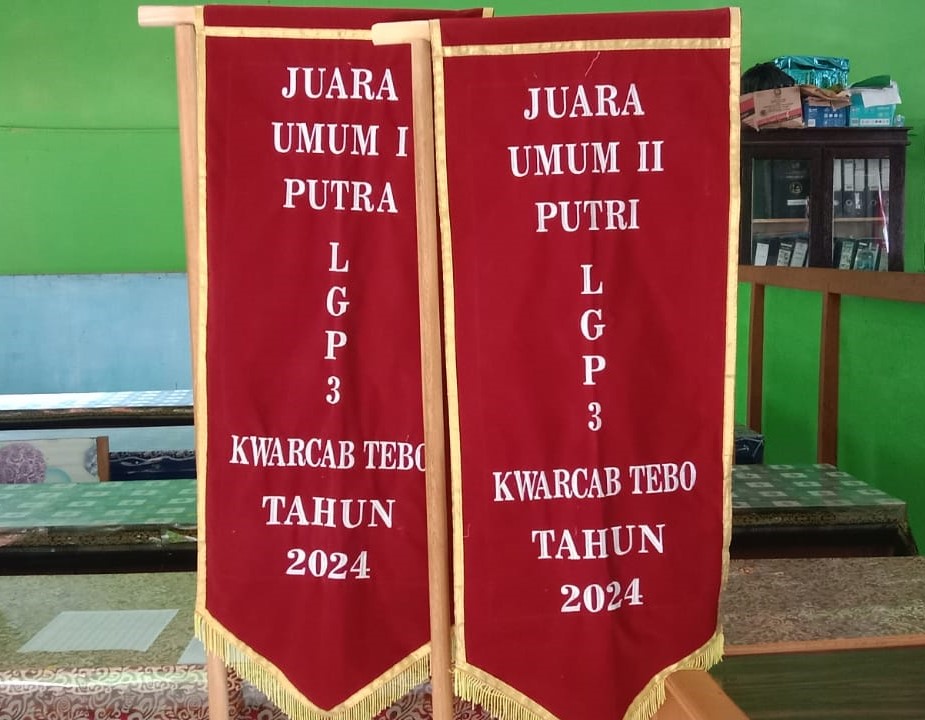 JUARA
UMUM I
PUTRA
L
G
P
3
KWARCAB TEBO
TAHUN
2024
JUARA
UMUM II
PUTRI
L
G
P
3
KWARCAB TEBO
TAHUN
2024